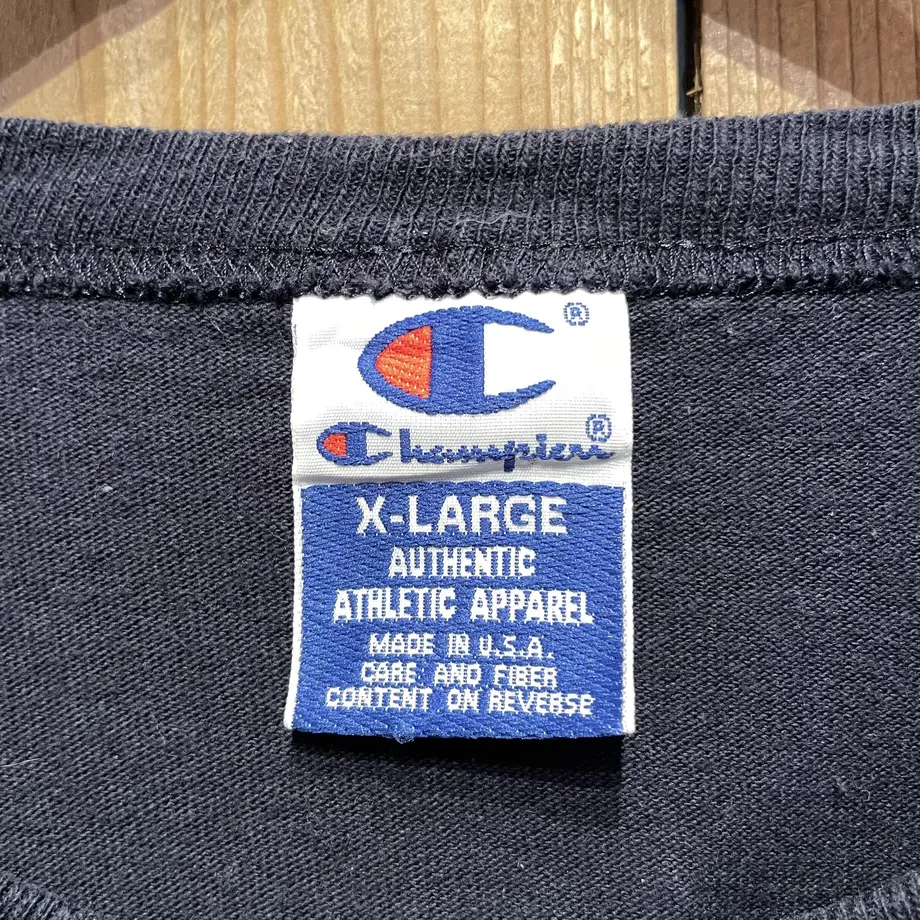 ®
Champion®
X-LARGE
AUTHENTIC
ATHLETIC APPAREL
MADE IN U.S.A.
CARE AND FIBER
CONTENT ON REVERSE